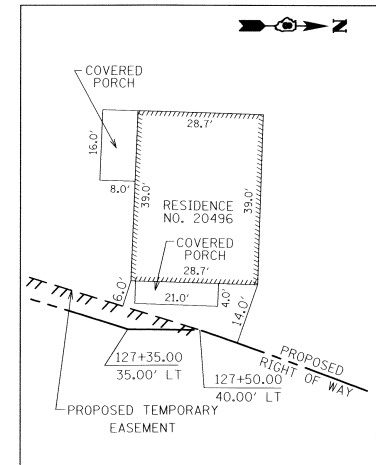 N
COVERED
PORCH
28.7'
16.0'
8.0'
39.0'
39.0'
RESIDENCE
NO. 20496
COVERED
PORCH
28.7'
21.0'
4.0'
6.0'
14.0'
127+35.00
35.00' LT
127+50.00
40.00' LT
PROPOSED
RIGHT OF WAY
PROPOSED TEMPORARY
EASEMENT